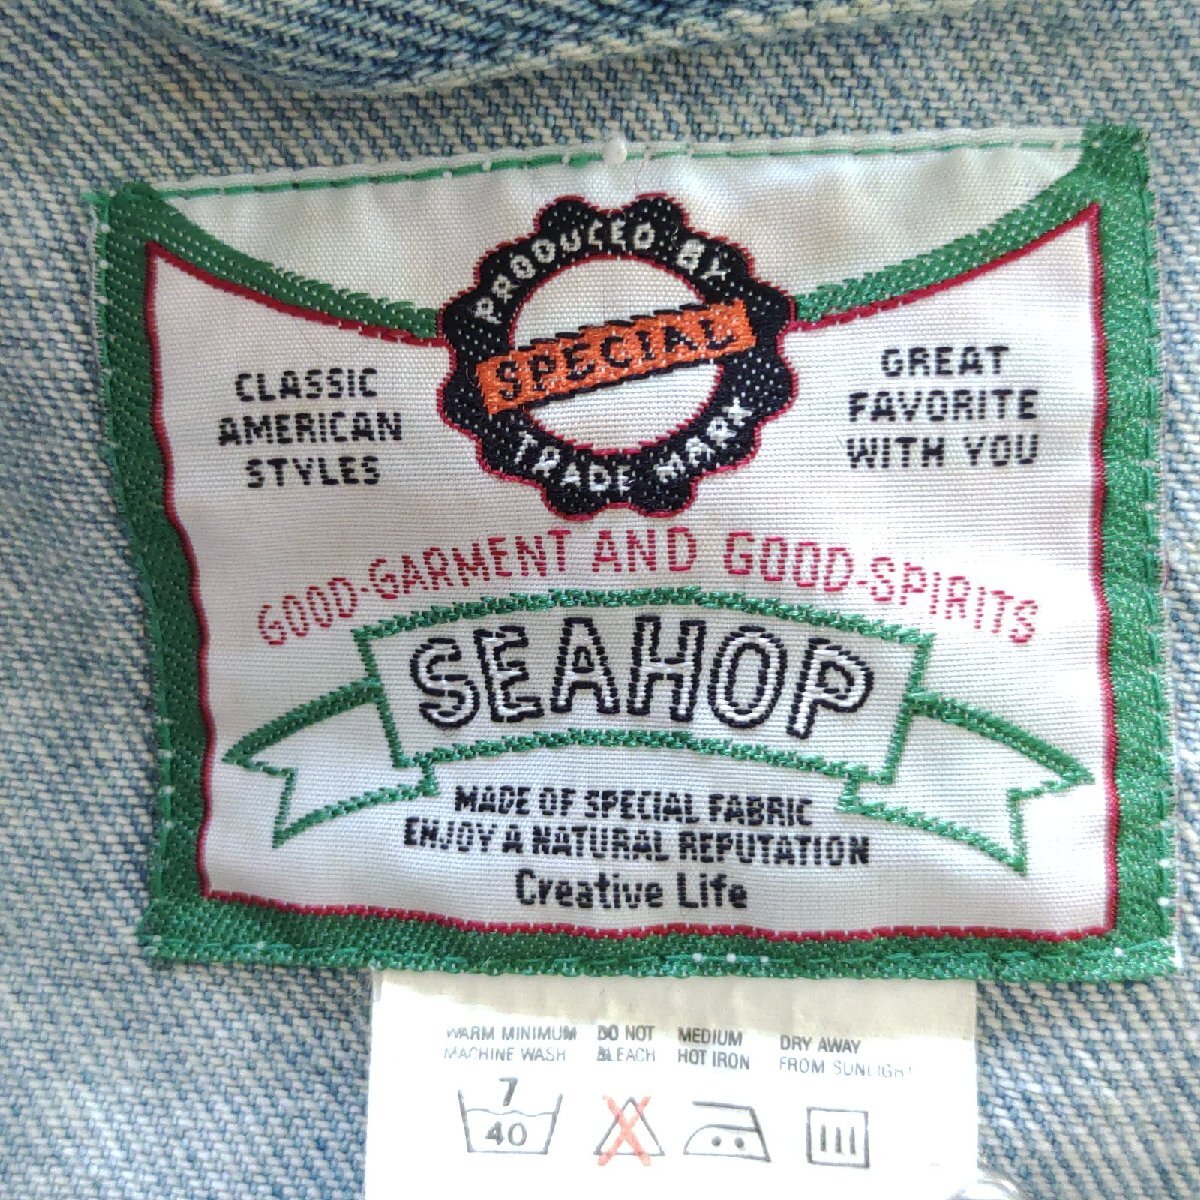 PRODUCED BY
SPECIAL
TRADE MARK
CLASSIC
AMERICAN
STYLES
GREAT
FAVORITE
WITH YOU
GOOD-GARMENT AND GOOD-SPIRITS
SEAHOP
MADE OF SPECIAL FABRIC
ENJOY A NATURAL REPUTATION
Creative Life
WARM MINIMUM
MACHINE WASH
DO NOT
BLEACH
MEDIUM
HOT IRON
DRY AWAY
FROM SUNLIGHT
7
40